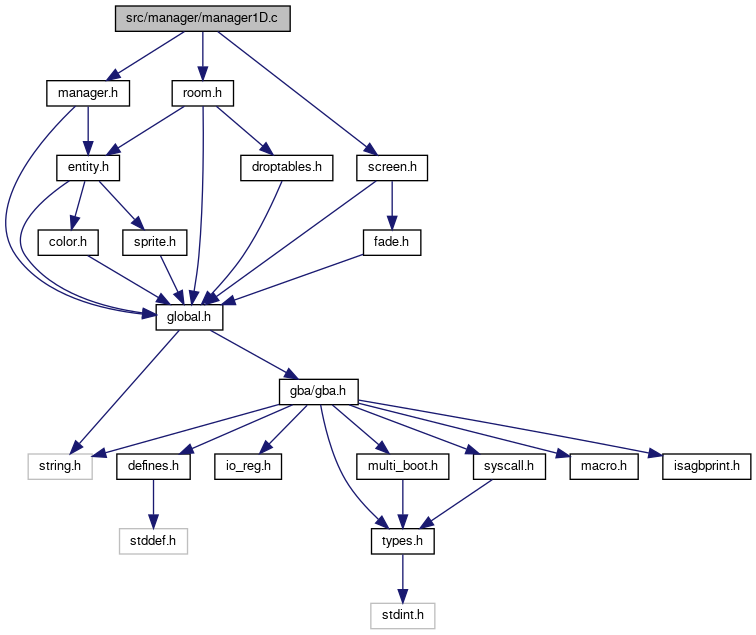 src/manager/manager1D.c
manager.h
room.h
entity.h
droptables.h
screen.h
color.h
sprite.h
fade.h
global.h
gba/gba.h
string.h
defines.h
io_reg.h
multi_boot.h
syscall.h
macro.h
isagbprint.h
stddef.h
types.h
stdint.h